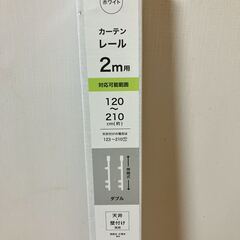 ホワイト
カーテン
レール
2m用
対応可能範囲
120
～
210
cm(約)
ダブル
天井
壁付け